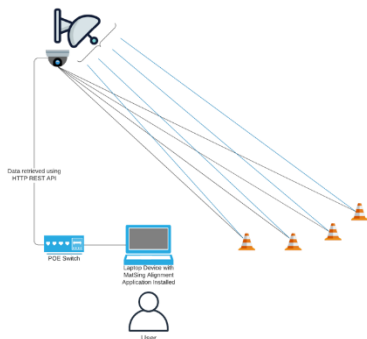 Data retrieved using
HTTP REST API
POE Switch
Laptop Device with
MatSing Alignment
Application Installed
User